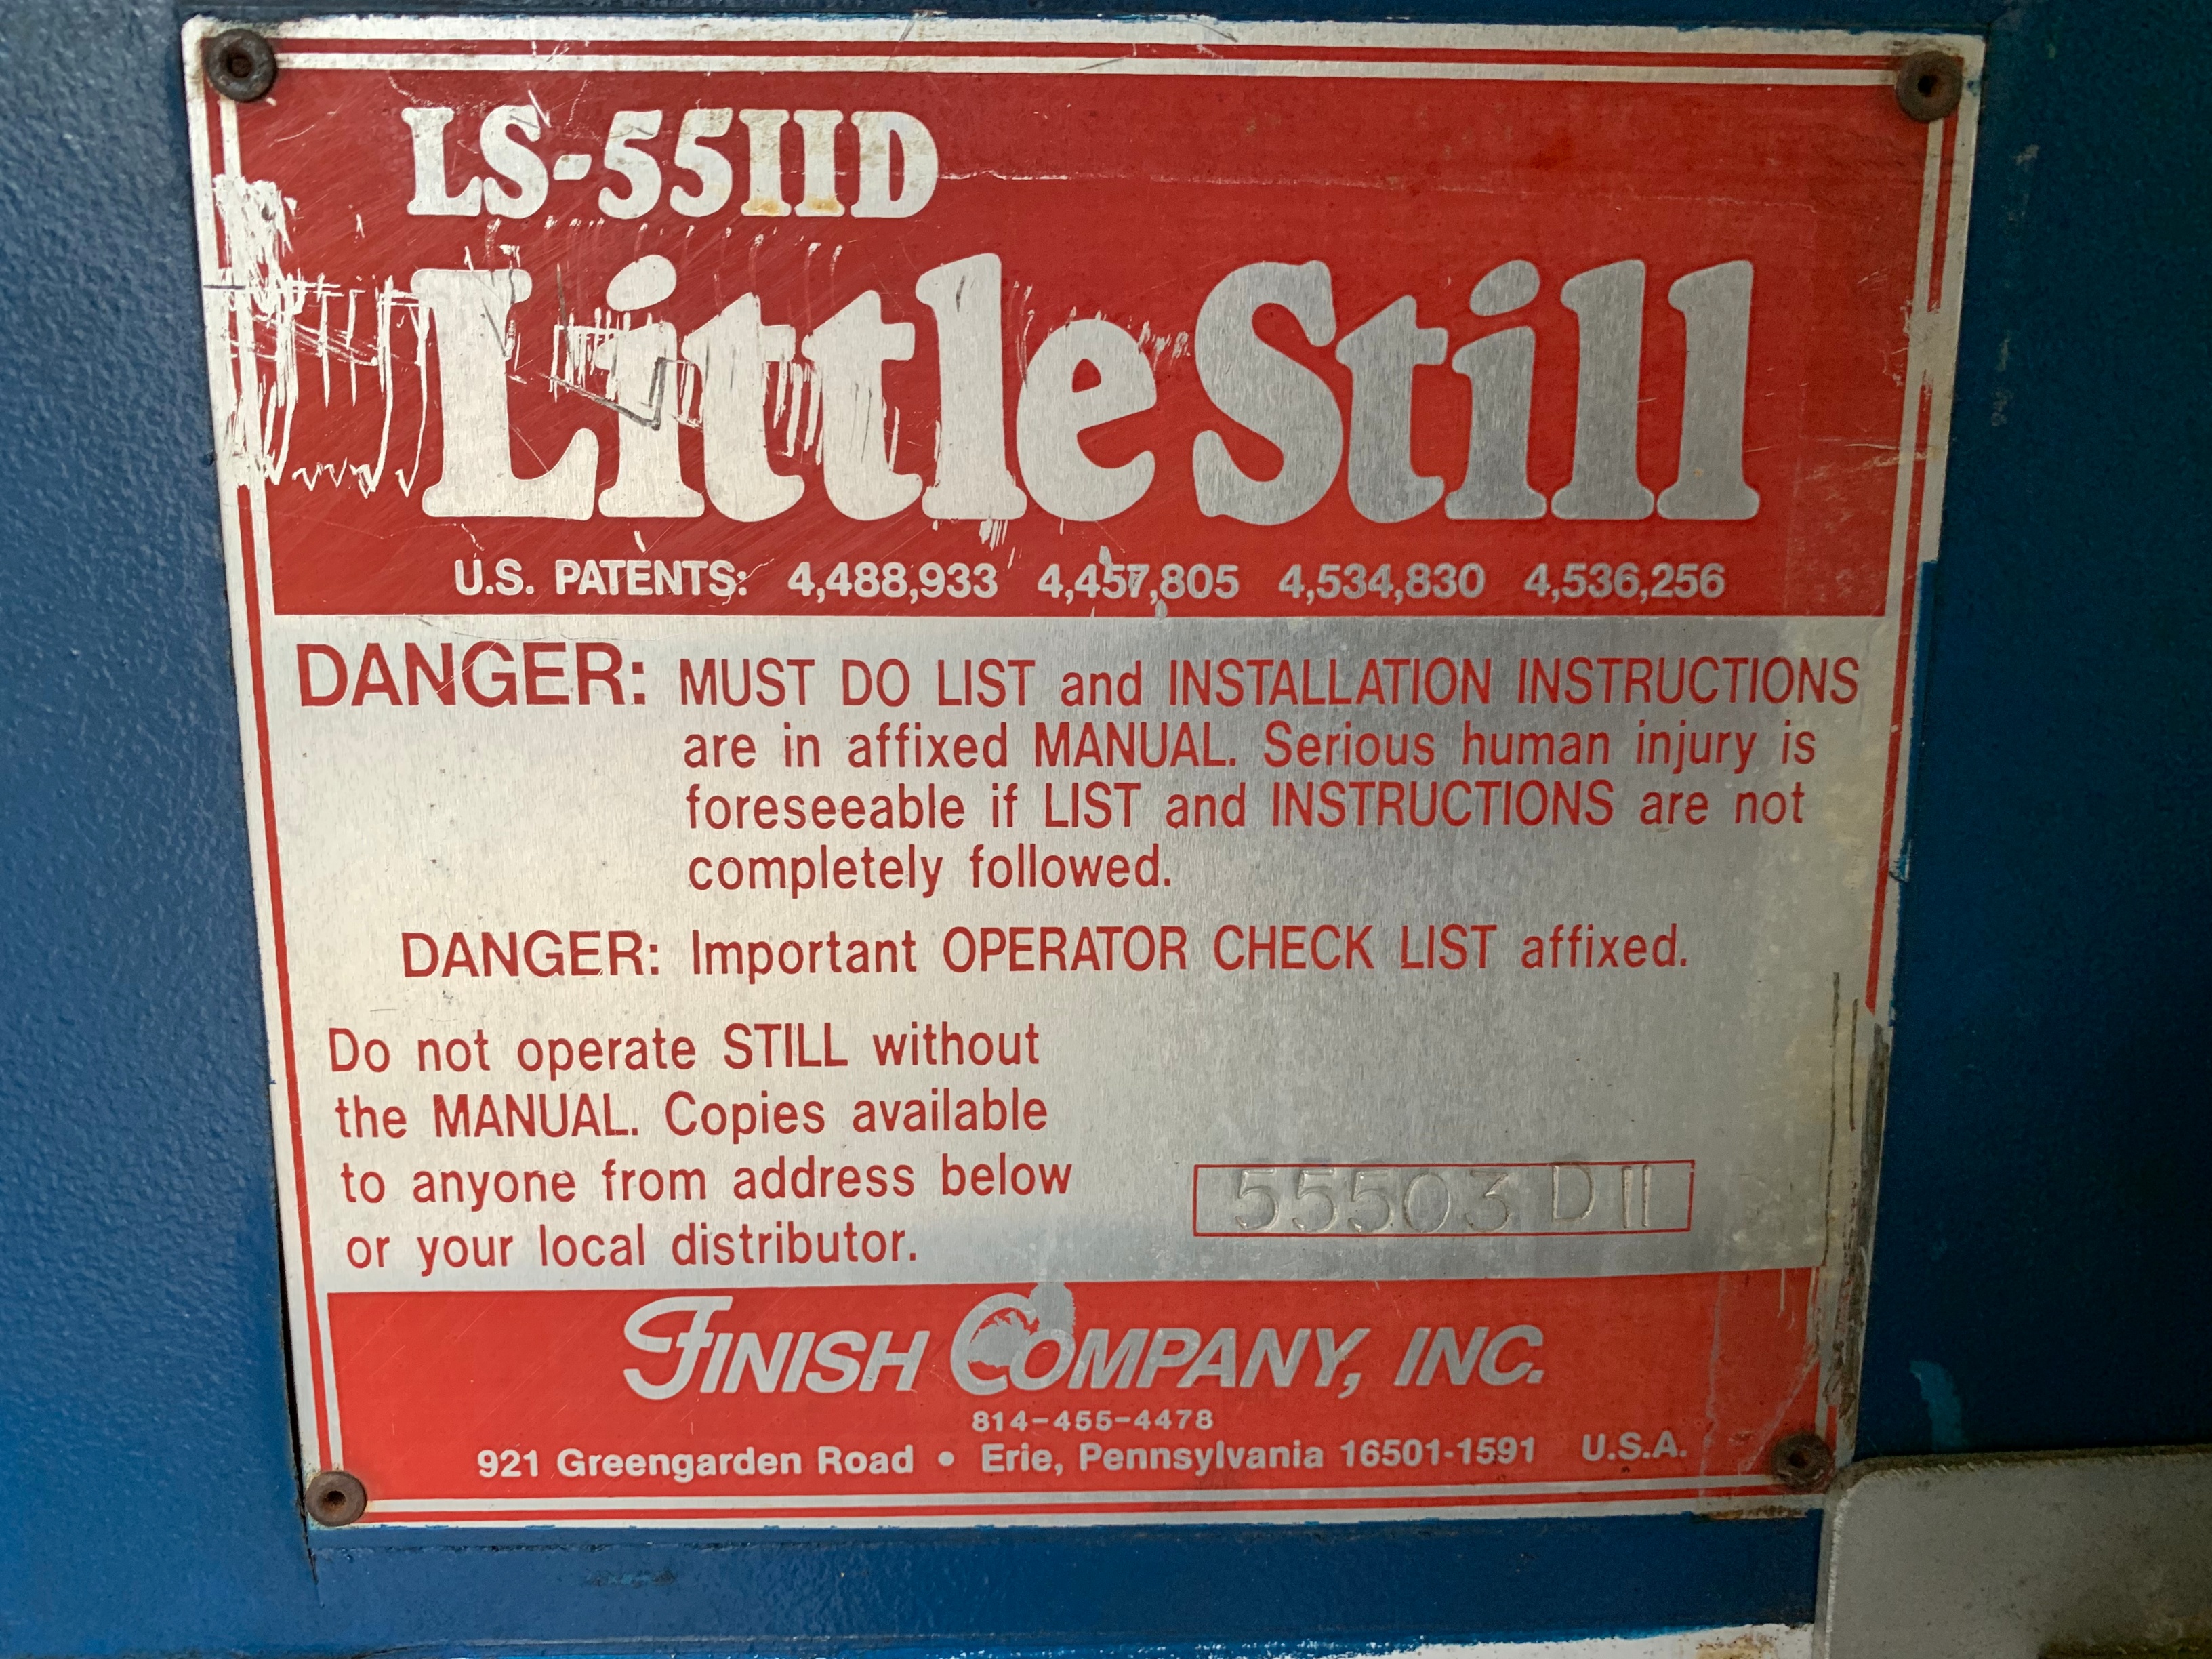 LS-55IID
Little Still
U.S. PATENTS: 4,488,933 4,457,805 4,534,830 4,536,256
DANGER: MUST DO LIST and INSTALLATION INSTRUCTIONS
are in affixed MANUAL. Serious human injury is
foreseeable if LIST and INSTRUCTIONS are not
completely followed.
DANGER: Important OPERATOR CHECK LIST affixed.
Do not operate STILL without
the MANUAL. Copies available
to anyone from address below
or your local distributor.
55503 D II
FINISH COMPANY, INC.
814-455-4478
921 Greengarden Road • Erie, Pennsylvania 16501-1591 U.S.A.